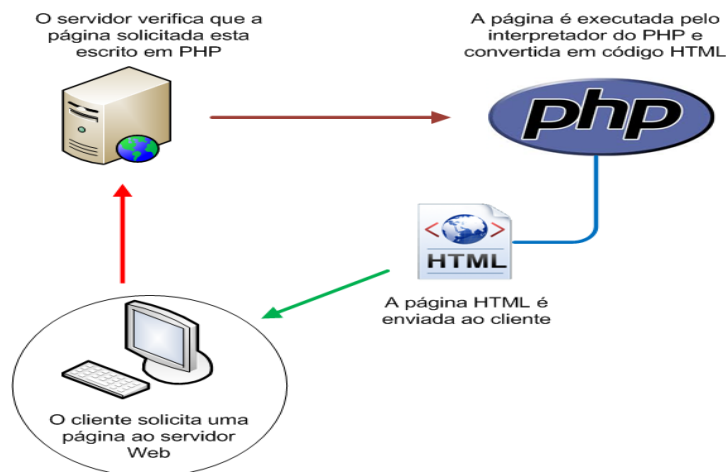 O servidor verifica que a
página solicitada esta
escrito em PHP
A página é executada pelo
interpretador do PHP e
convertida em código HTML
php
< >
HTML
A página HTML é
enviada ao cliente
O cliente solicita uma
página ao servidor
Web